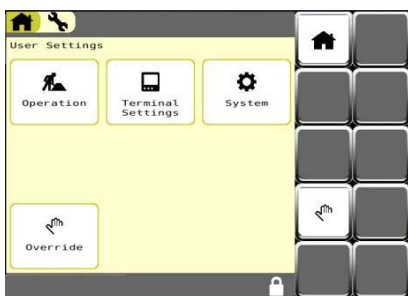 User Settings
Operation
Terminal
Settings
System
Override